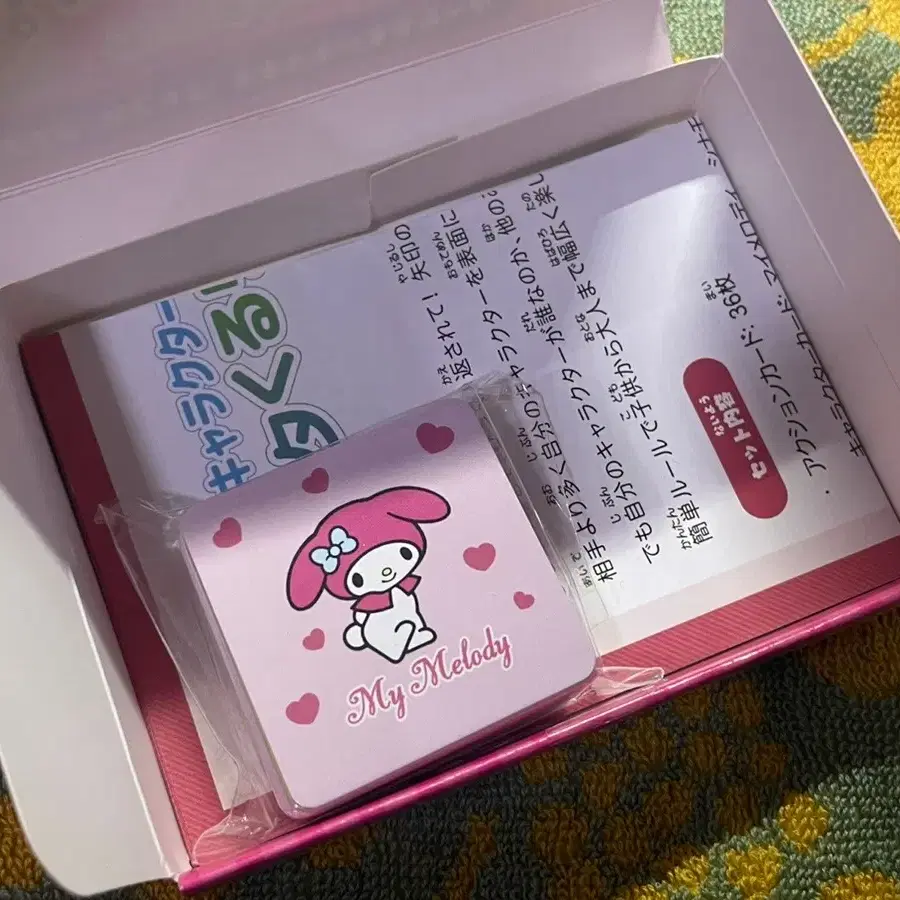 キャラクター
タくる
返されて！矢印の
相手より多く自分のキャラクターを表面に
でも自分のキャラクターが誰なのか、他の
簡単ルールで子供から大人まで幅広く楽し
セット内容
・アクションカード: 36枚
キャラクターカード: マイメロディ
My Melody